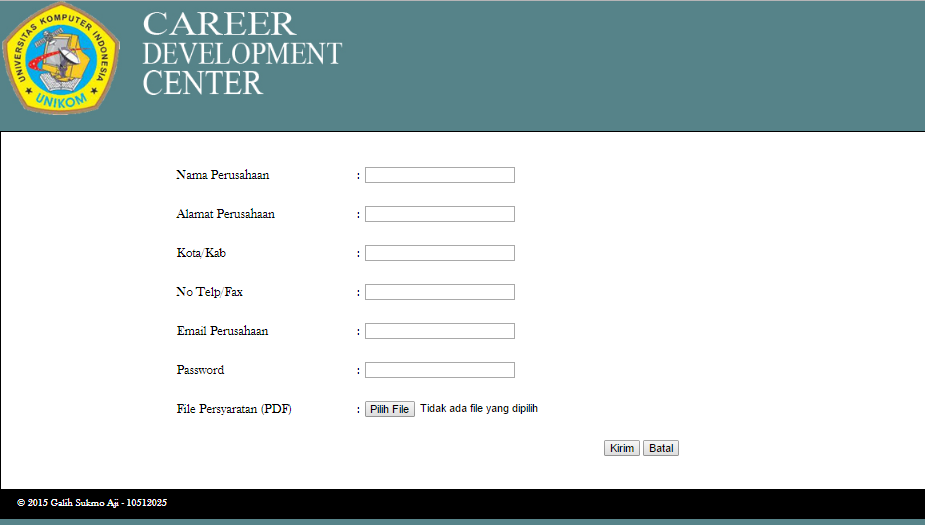 UNIVERSITAS KOMPUTER INDONESIA
UNIKOM
CAREER
DEVELOPMENT
CENTER
Nama Perusahaan :
Alamat Perusahaan :
Kota/Kab :
No Telp/Fax :
Email Perusahaan :
Password :
File Persyaratan (PDF) : Pilih File Tidak ada file yang dipilih
Kirim Batal
© 2015 Galih Sukmo Aji - 10512025